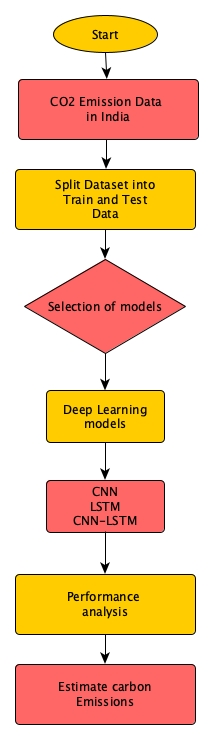 Start
CO2 Emission Data
in India
Split Dataset into
Train and Test
Data
Selection of models
Deep Learning
models
CNN
LSTM
CNN-LSTM
Performance
analysis
Estimate carbon
Emissions